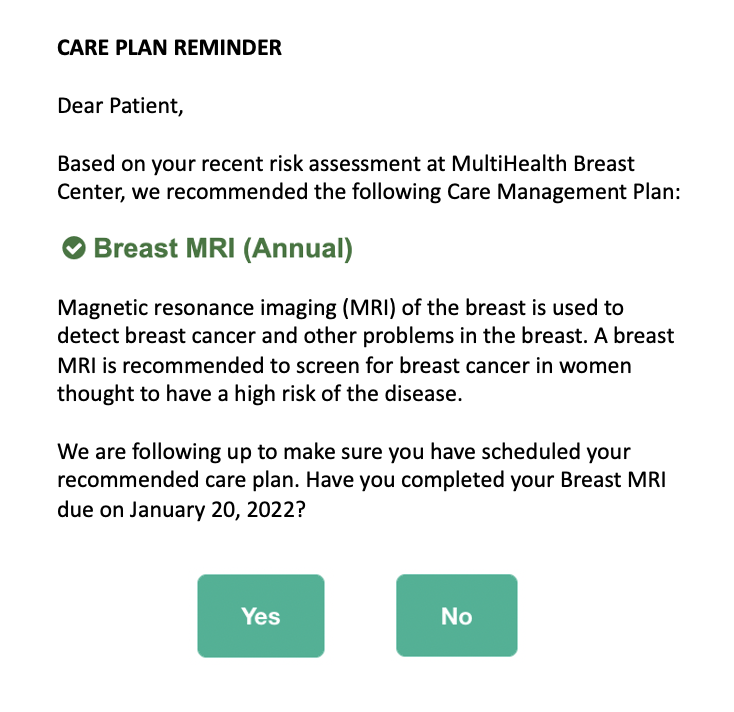 CARE PLAN REMINDER
Dear Patient,
Based on your recent risk assessment at MultiHealth Breast
Center, we recommended the following Care Management Plan:
Breast MRI (Annual)
Magnetic resonance imaging (MRI) of the breast is used to
detect breast cancer and other problems in the breast. A breast
MRI is recommended to screen for breast cancer in women
thought to have a high risk of the disease.
We are following up to make sure you have scheduled your
recommended care plan. Have you completed your Breast MRI
due on January 20, 2022?
Yes
No